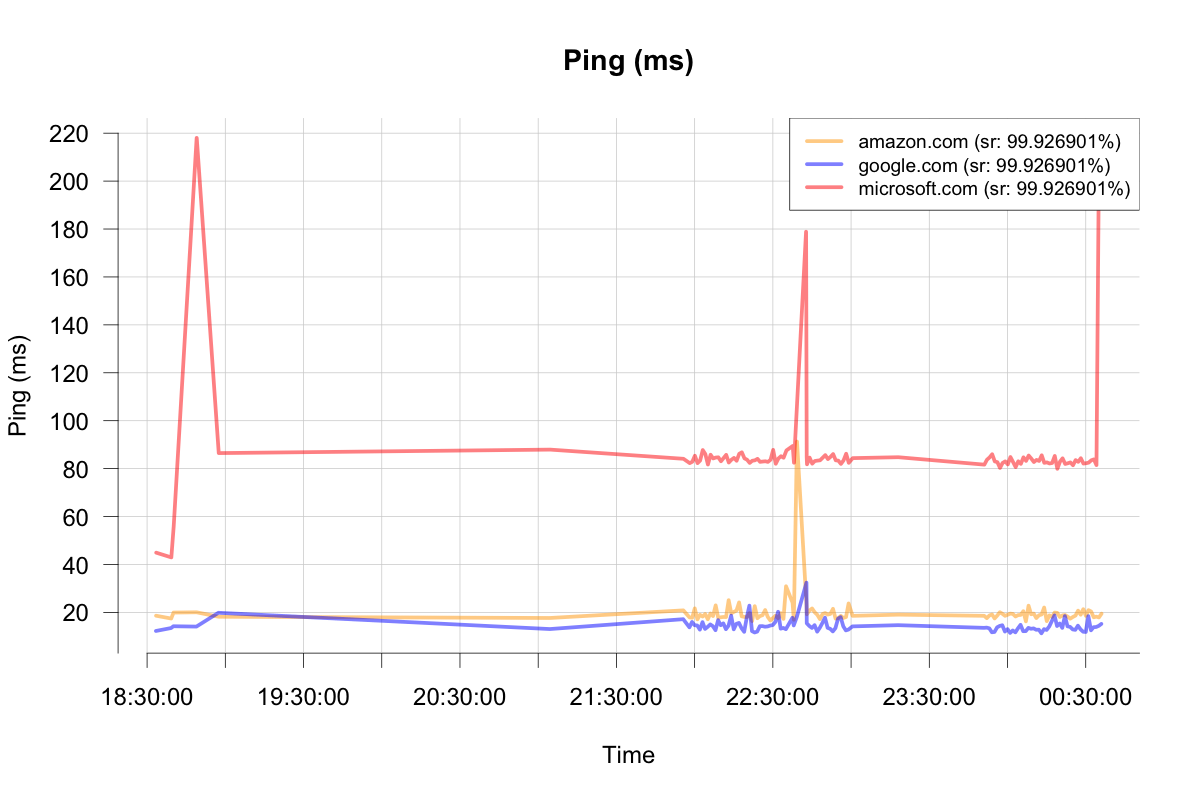 Ping (ms)
amazon.com (sr: 99.926901%)
google.com (sr: 99.926901%)
microsoft.com (sr: 99.926901%)
220
200
180
160
140
120
100
80
60
40
20
Ping (ms)
18:30:00 19:30:00 20:30:00 21:30:00 22:30:00 23:30:00 00:30:00
Time